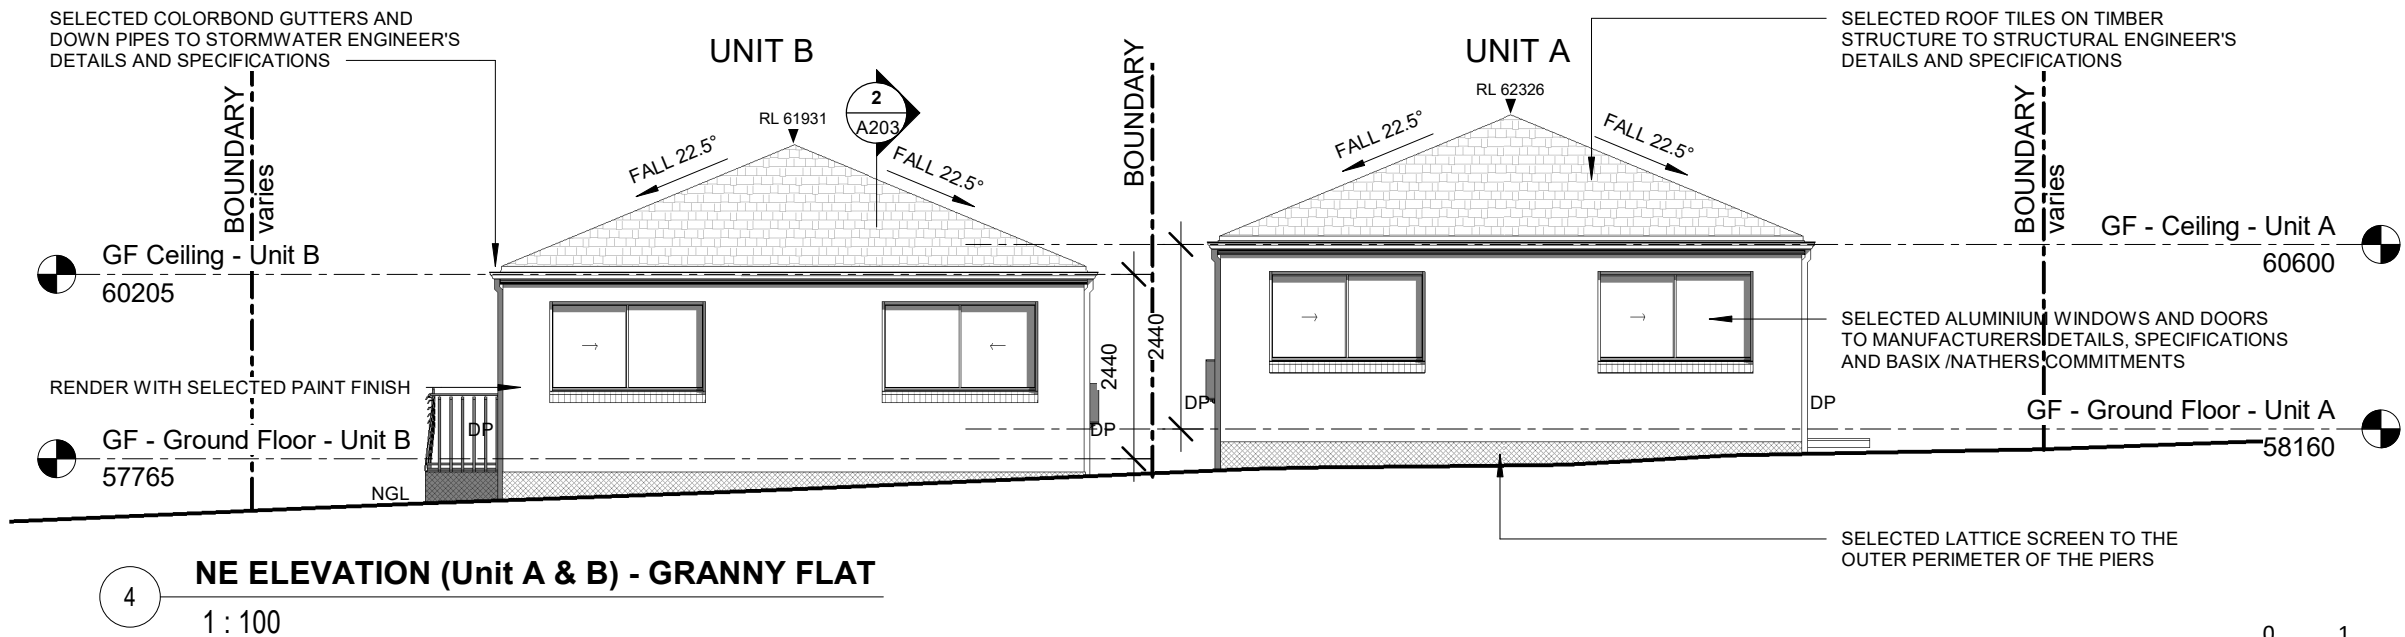 SELECTED COLORBOND GUTTERS AND
DOWN PIPES TO STORMWATER ENGINEER'S
DETAILS AND SPECIFICATIONS
UNIT B
UNIT A
SELECTED ROOF TILES ON TIMBER
STRUCTURE TO STRUCTURAL ENGINEER'S
DETAILS AND SPECIFICATIONS
BOUNDARY
varies
RL 61931
2
A203
FALL 22.5°
FALL 22.5°
BOUNDARY
RL 62326
FALL 22.5°
FALL 22.5°
BOUNDARY
varies
GF Ceiling - Unit B
60205
GF - Ceiling - Unit A
60600
2440
2440
SELECTED ALUMINIUM WINDOWS AND DOORS
TO MANUFACTURERS DETAILS, SPECIFICATIONS
AND BASIX /NATHERS COMMITMENTS
RENDER WITH SELECTED PAINT FINISH
DP
DP
DP
DP
GF - Ground Floor - Unit B
57765
GF - Ground Floor - Unit A
58160
NGL
SELECTED LATTICE SCREEN TO THE
OUTER PERIMETER OF THE PIERS
4
NE ELEVATION (Unit A & B) - GRANNY FLAT
1 : 100
0 1